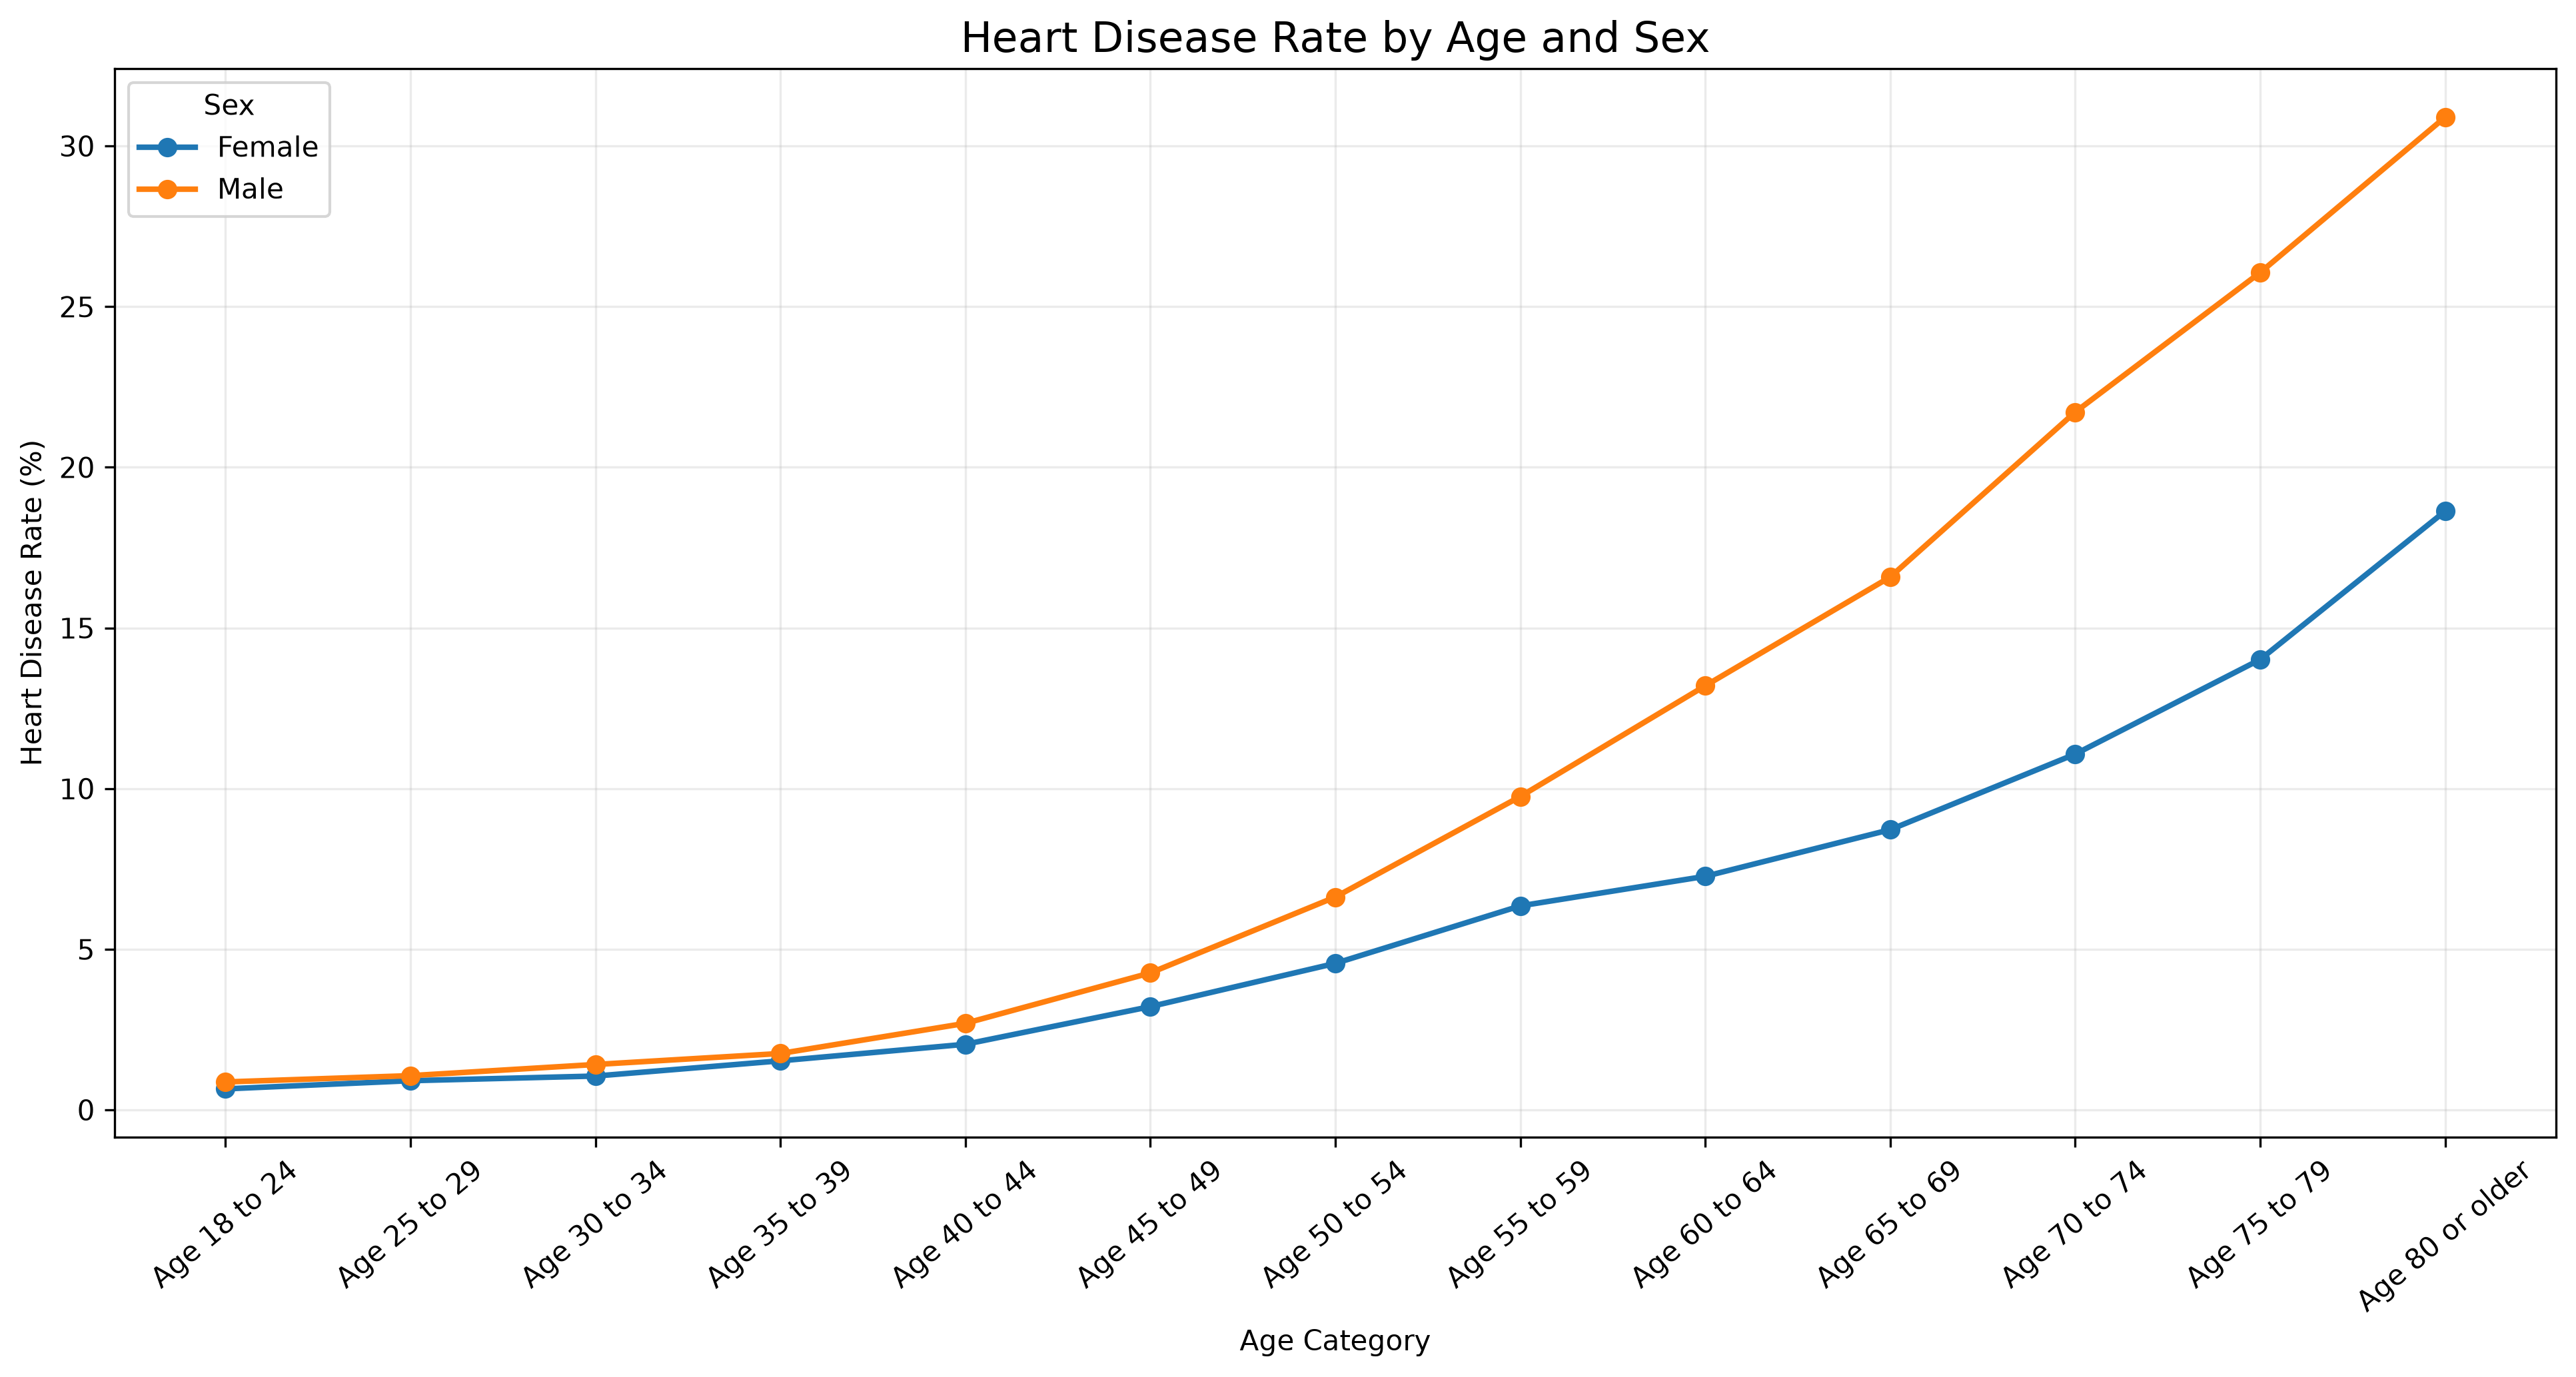 Heart Disease Rate by Age and Sex
Sex
Female
Male
Heart Disease Rate (%)
30
25
20
15
10
5
0
Age 18 to 24
Age 25 to 29
Age 30 to 34
Age 35 to 39
Age 40 to 44
Age 45 to 49
Age 50 to 54
Age 55 to 59
Age 60 to 64
Age 65 to 69
Age 70 to 74
Age 75 to 79
Age 80 or older
Age Category